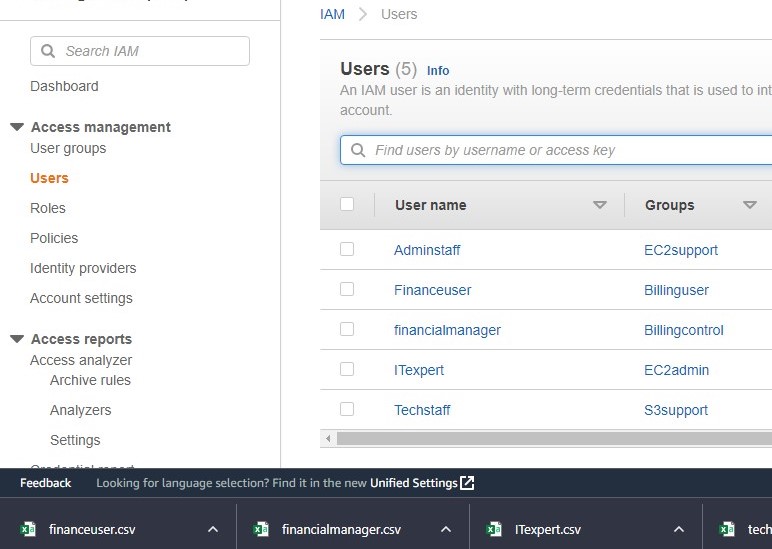 IAM > Users
Search IAM
Dashboard
Access management
User groups
Users
Roles
Policies
Identity providers
Account settings
Access reports
Access analyzer
Archive rules
Analyzers
Settings
Credential report
Users (5) Info
An IAM user is an identity with long-term credentials that is used to int
account.
Find users by username or access key
User name Groups
Adminstaff EC2support
Financeuser Billinguser
financialmanager Billingcontrol
ITexpert EC2admin
Techstaff S3support
Feedback Looking for language selection? Find it in the new Unified Settings
financeuser.csv financialmanager.csv ITexpert.csv tech